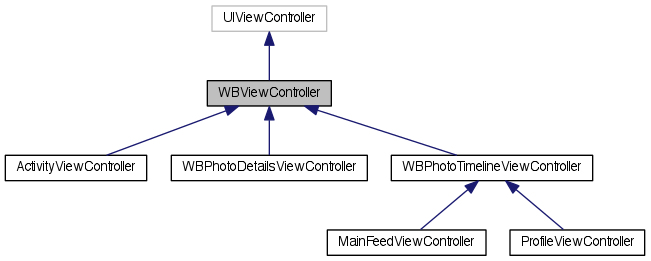 UIViewController
WBViewController
ActivityViewController
WBPhotoDetailsViewController
WBPhotoTimelineViewController
MainFeedViewController
ProfileViewController